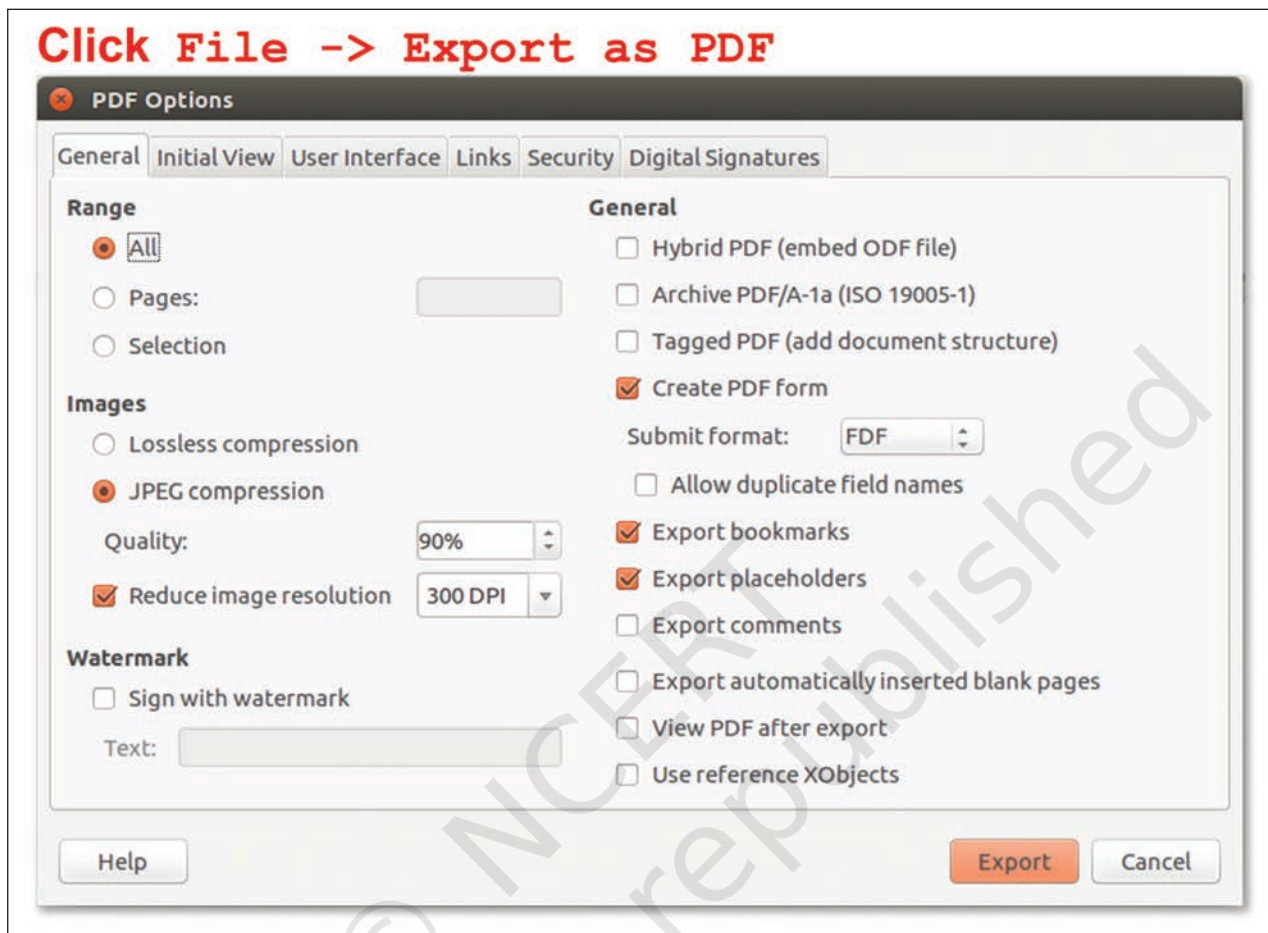 Click File -> Export as PDF
PDF Options
General Initial View User Interface Links Security Digital Signatures
Range
All
Pages:
Selection
Images
Lossless compression
JPEG compression
Quality: 90%
Reduce image resolution 300 DPI
Watermark
Sign with watermark
Text:
General
Hybrid PDF (embed ODF file)
Archive PDF/A-1a (ISO 19005-1)
Tagged PDF (add document structure)
Create PDF form
Submit format: FDF
Allow duplicate field names
Export bookmarks
Export placeholders
Export comments
Export automatically inserted blank pages
View PDF after export
Use reference XObjects
Help Export Cancel
© NCERT
republished